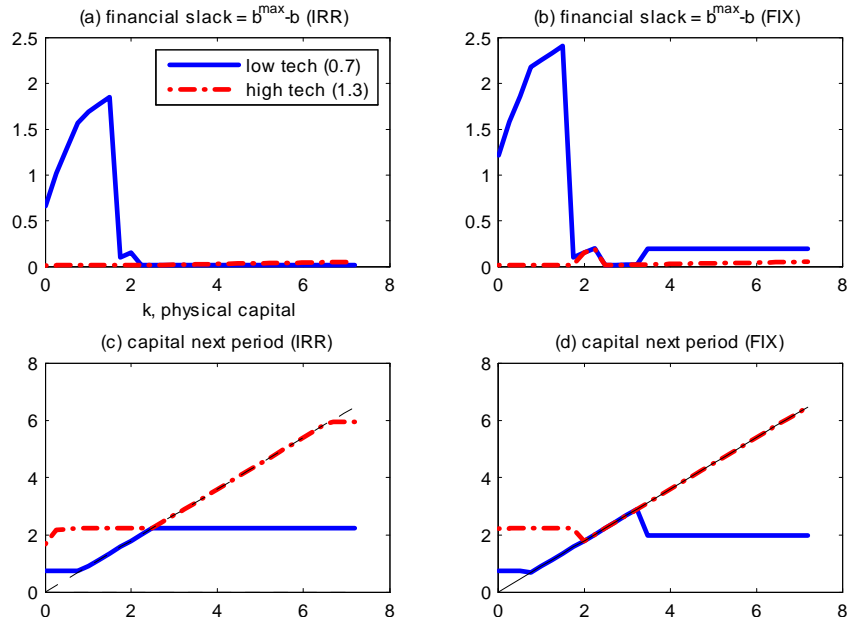 (a) financial slack = b^max-b (IRR)
(b) financial slack = b^max-b (FIX)
2.5
2
1.5
1
0.5
0
low tech (0.7)
high tech (1.3)
0 2 4 6 8
k, physical capital
2.5
2
1.5
1
0.5
0
0 2 4 6 8
(c) capital next period (IRR)
(d) capital next period (FIX)
8
6
4
2
0
0 2 4 6 8
8
6
4
2
0
0 2 4 6 8